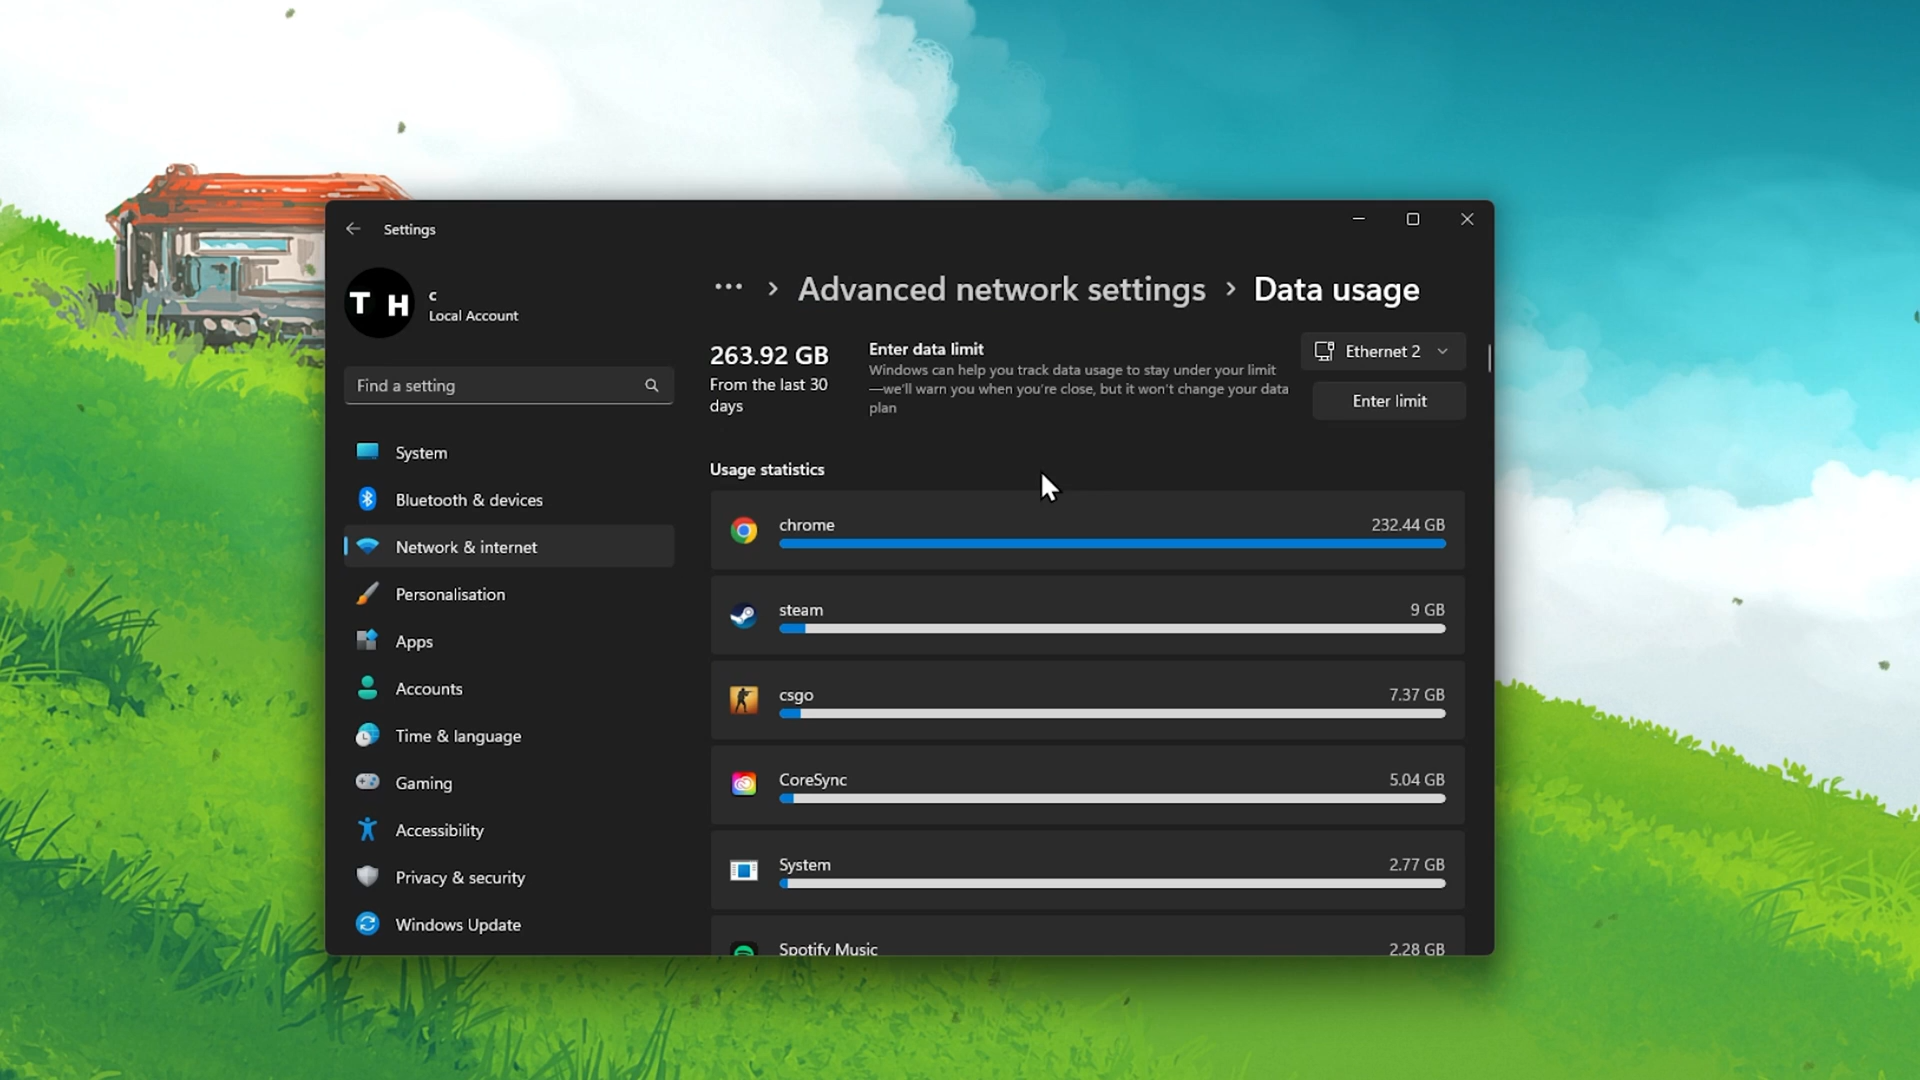 Settings
T H
c
Local Account
Find a setting
System
Bluetooth & devices
Network & internet
Personalisation
Apps
Accounts
Time & language
Gaming
Accessibility
Privacy & security
Windows Update
... > Advanced network settings > Data usage
263.92 GB
From the last 30
days
Enter data limit
Windows can help you track data usage to stay under your limit
—we'll warn you when you're close, but it won't change your data
plan
Ethernet 2
Enter limit
Usage statistics
chrome 232.44 GB
steam 9 GB
csgo 7.37 GB
CoreSync 5.04 GB
System 2.77 GB
Spotify Music 2.28 GB